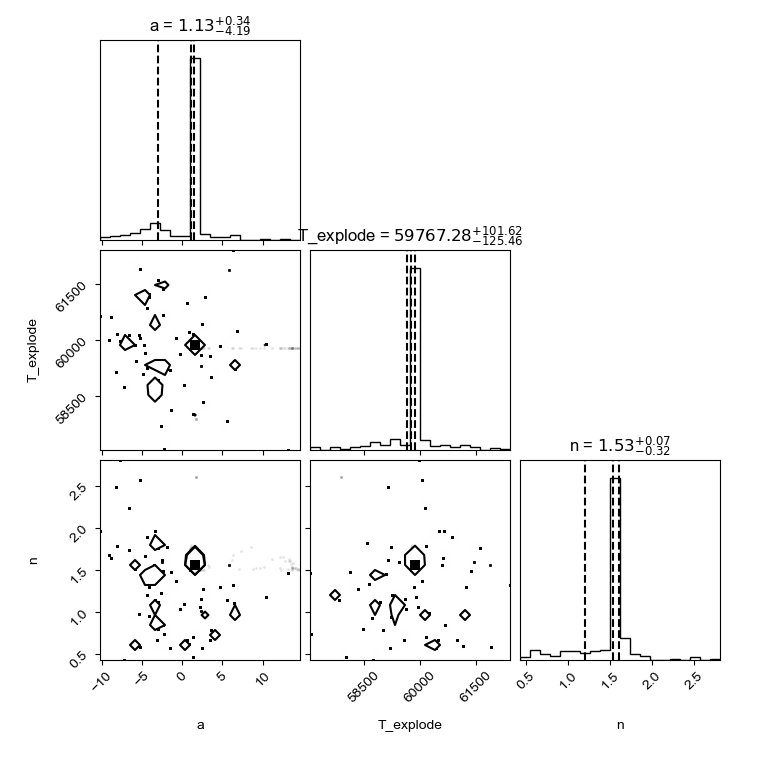 a = 1.13+0.34−4.19
T_explode = 59767.28+101.62−125.46
61500
60000
58500
T_explode
n = 1.53+0.07−0.32
2.5
2.0
1.5
1.0
0.5
n
−10 −5 0 5 10
58500 60000 61500
0.5 1.0 1.5 2.0 2.5
a T_explode n